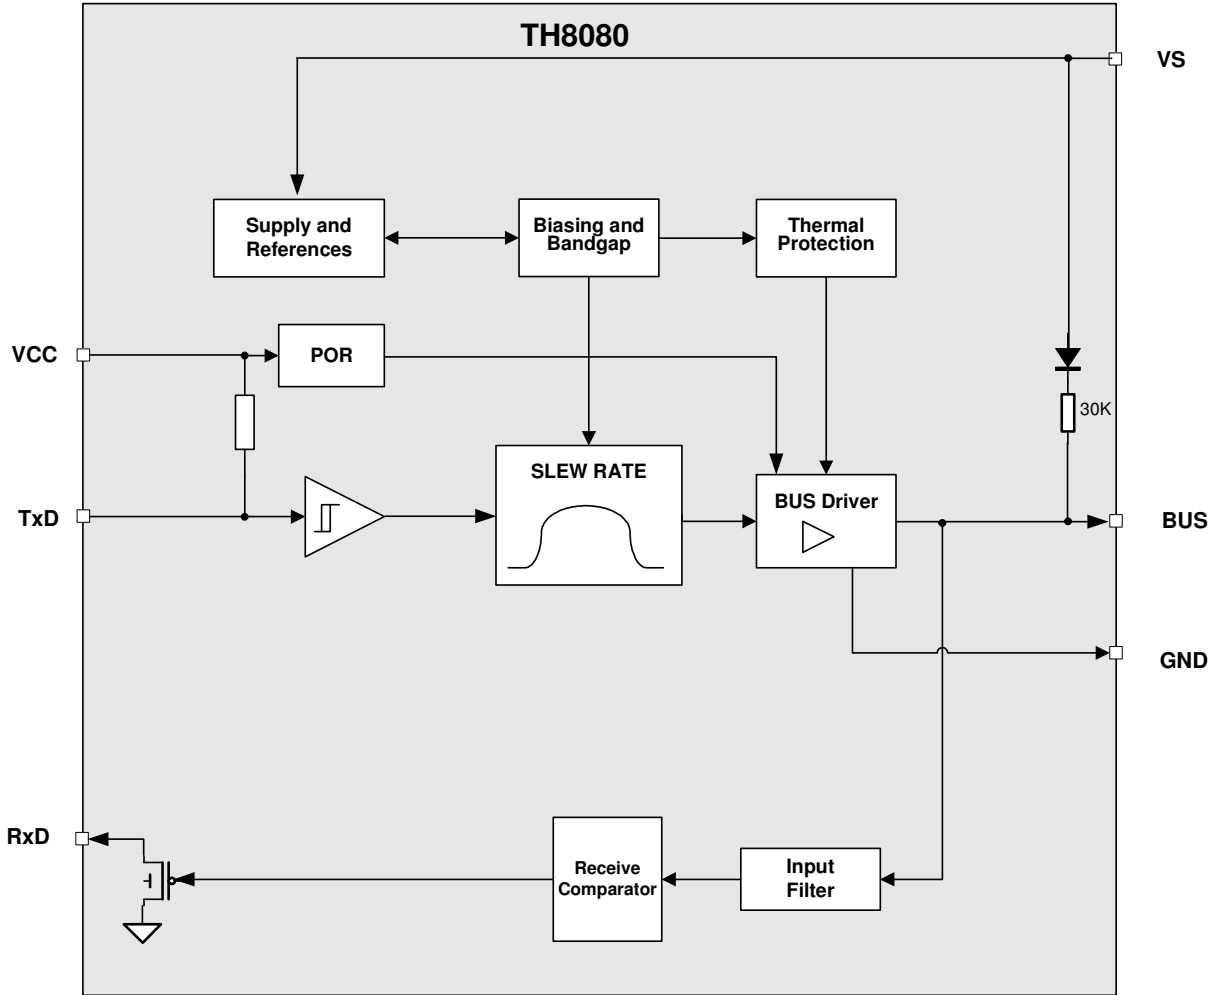 TH8080
VS
Supply and
References
Biasing and
Bandgap
Thermal
Protection
VCC
POR
30K
TxD
SLEW RATE
BUS Driver
BUS
GND
RxD
Receive
Comparator
Input
Filter